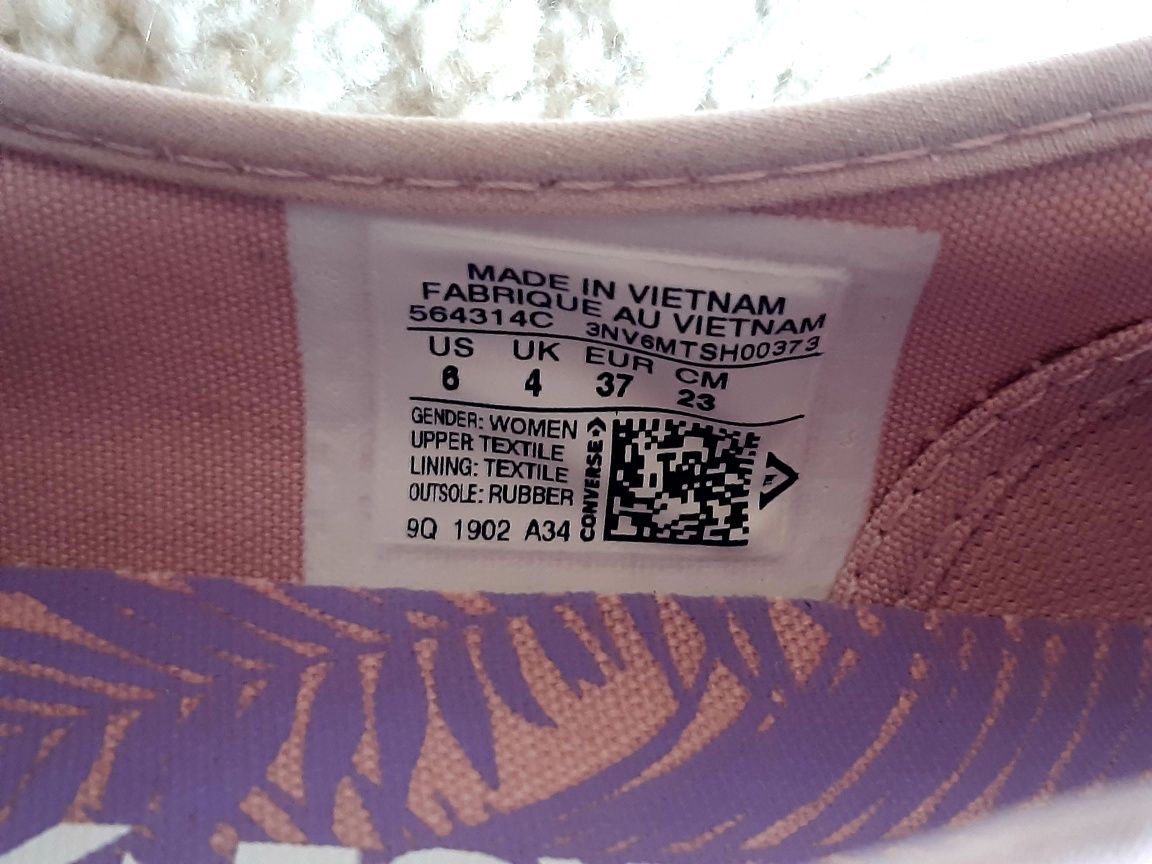 MADE IN VIETNAM
FABRIQUE AU VIETNAM
564314C 3NV6MTSH00373
US UK EUR CM
6 4 37 23
GENDER: WOMEN
UPPER: TEXTILE
LINING: TEXTILE
OUTSOLE: RUBBER
9Q 1902 A34
CONVERSE